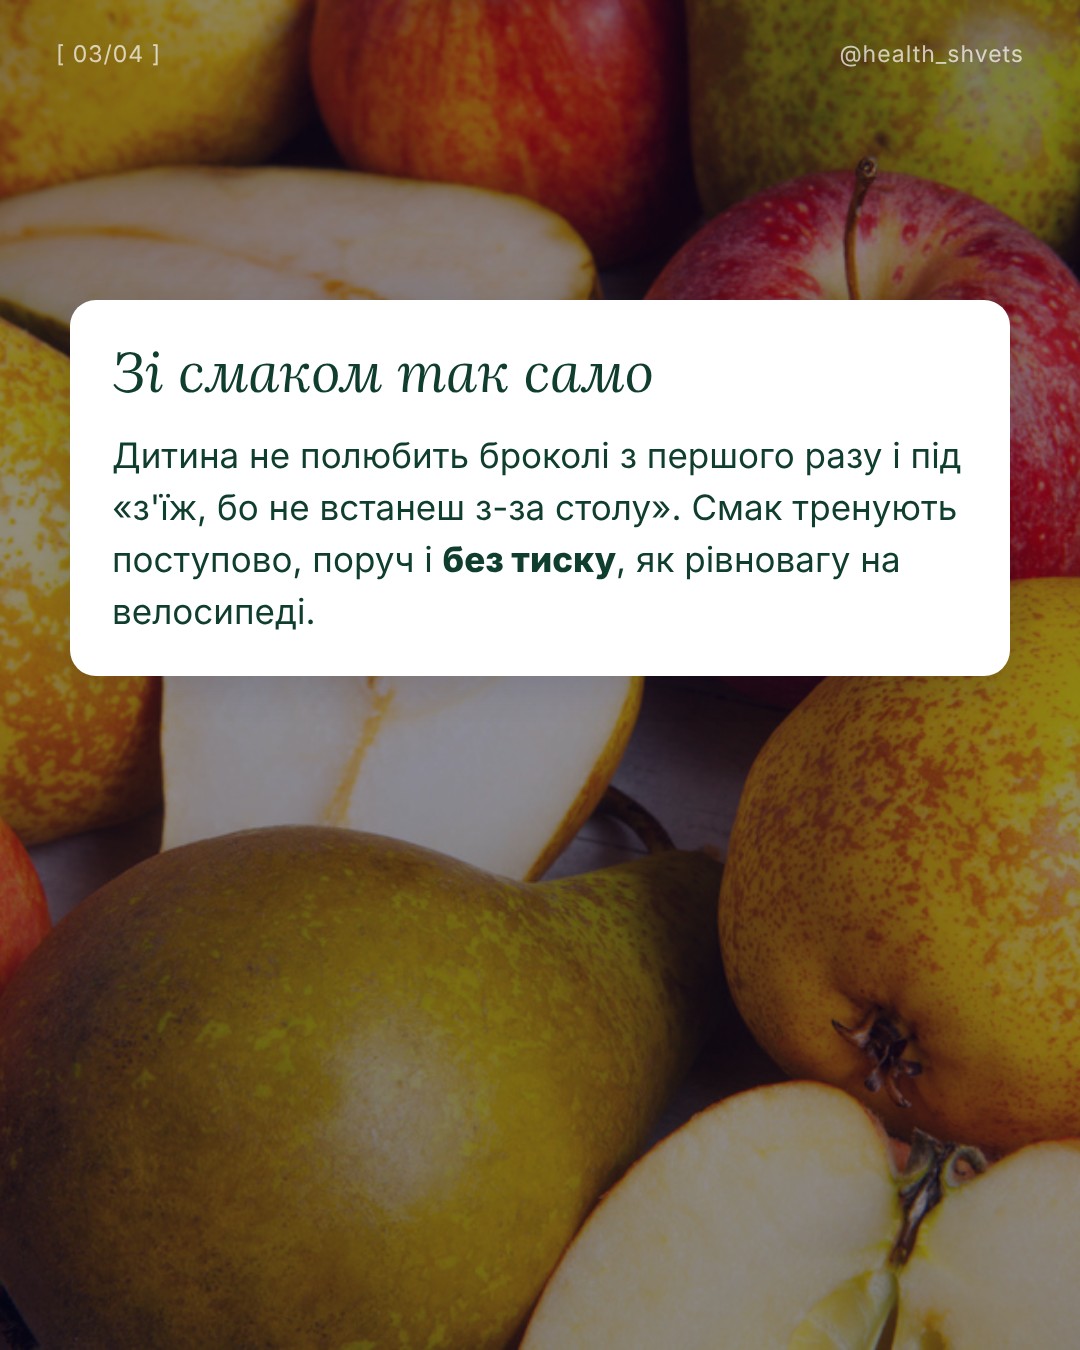 [ 03/04 ]
@health_shvets
Зі смаком так само
Дитина не полюбить броколі з першого разу і під
«з'їж, бо не встанеш з-за столу». Смак тренують
поступово, поруч і без тиску, як рівновагу на
велосипеді.